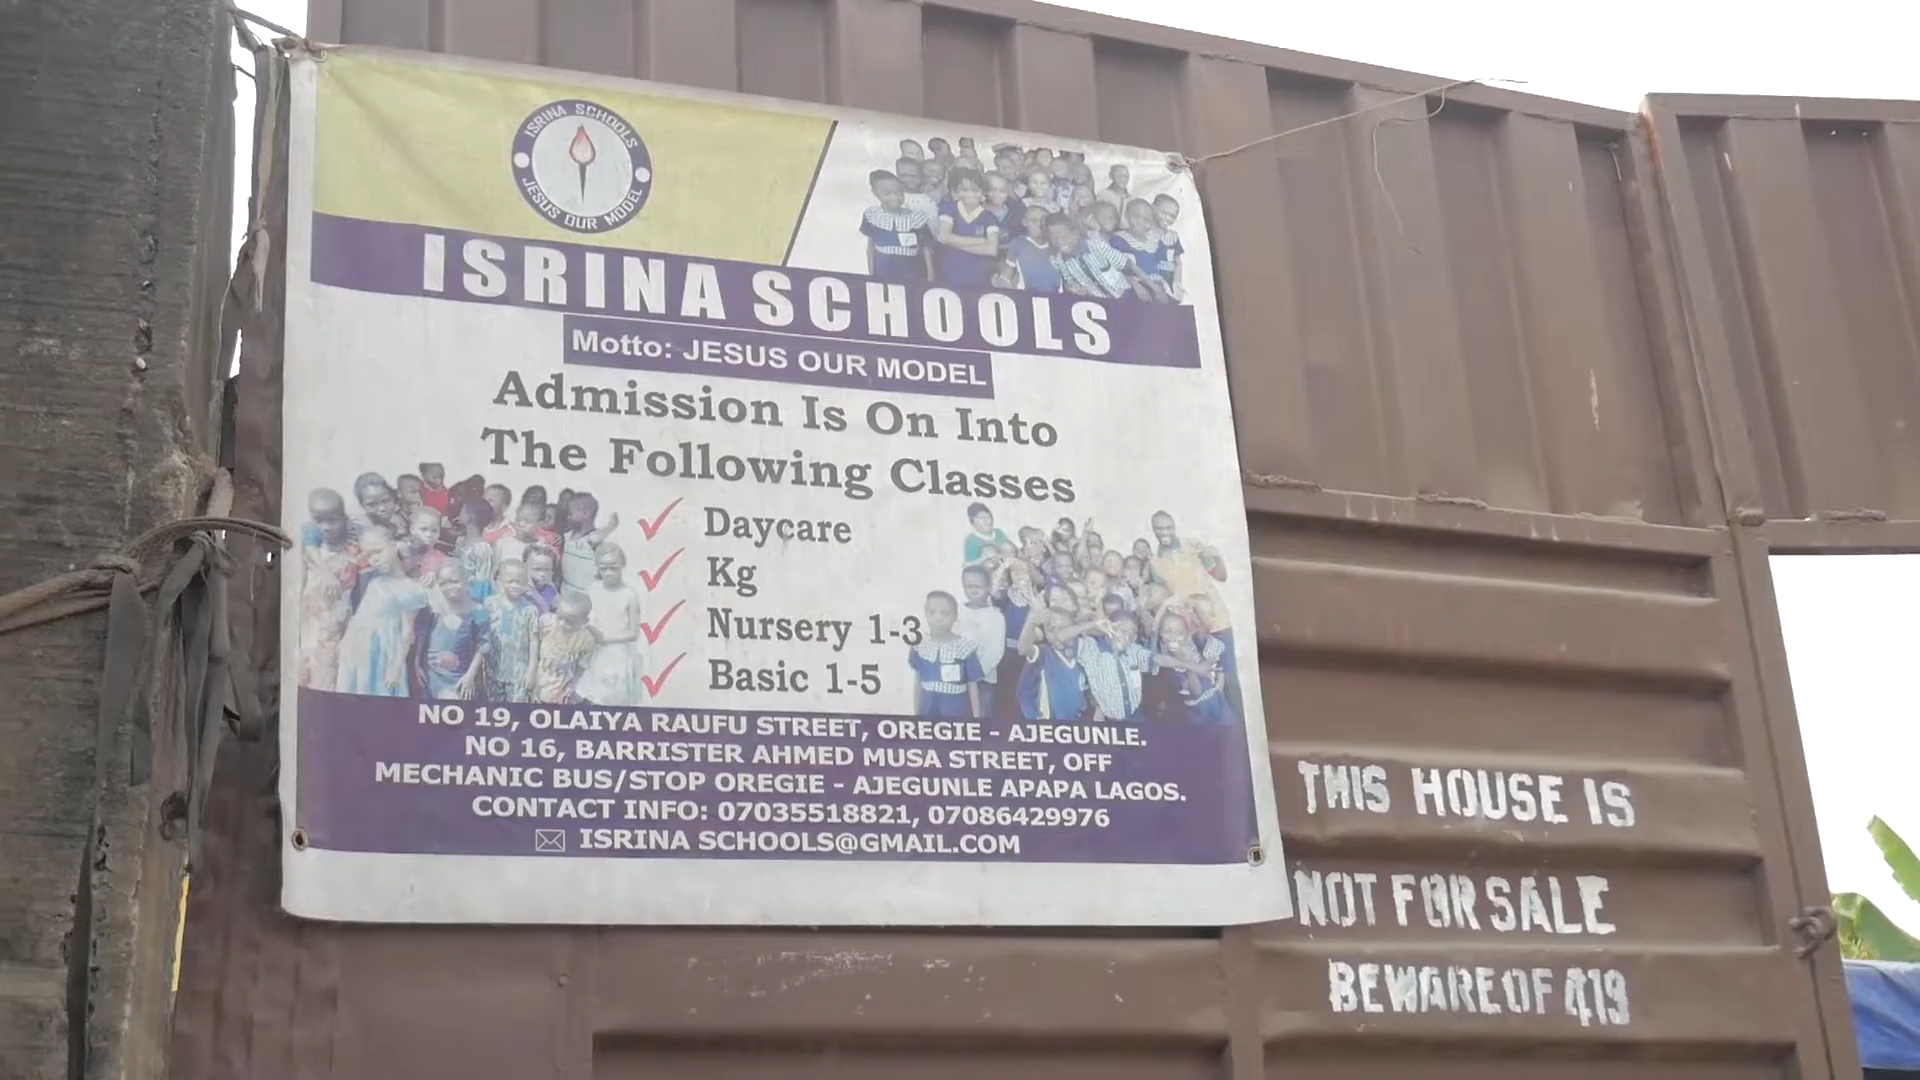 ISRINA SCHOOLS
JESUS OUR MODEL
ISRINA SCHOOLS
Motto: JESUS OUR MODEL
Admission Is On Into
The Following Classes
Daycare
Kg
Nursery 1-3
Basic 1-5
NO 19, OLAIYA RAUFU STREET, OREGIE - AJEGUNLE.
NO 16, BARRISTER AHMED MUSA STREET, OFF
MECHANIC BUS/STOP OREGIE - AJEGUNLE APAPA LAGOS.
CONTACT INFO: 07035518821, 07086429976
ISRINA SCHOOLS@GMAIL.COM
THIS HOUSE IS
NOT FOR SALE
BEWARE OF 419